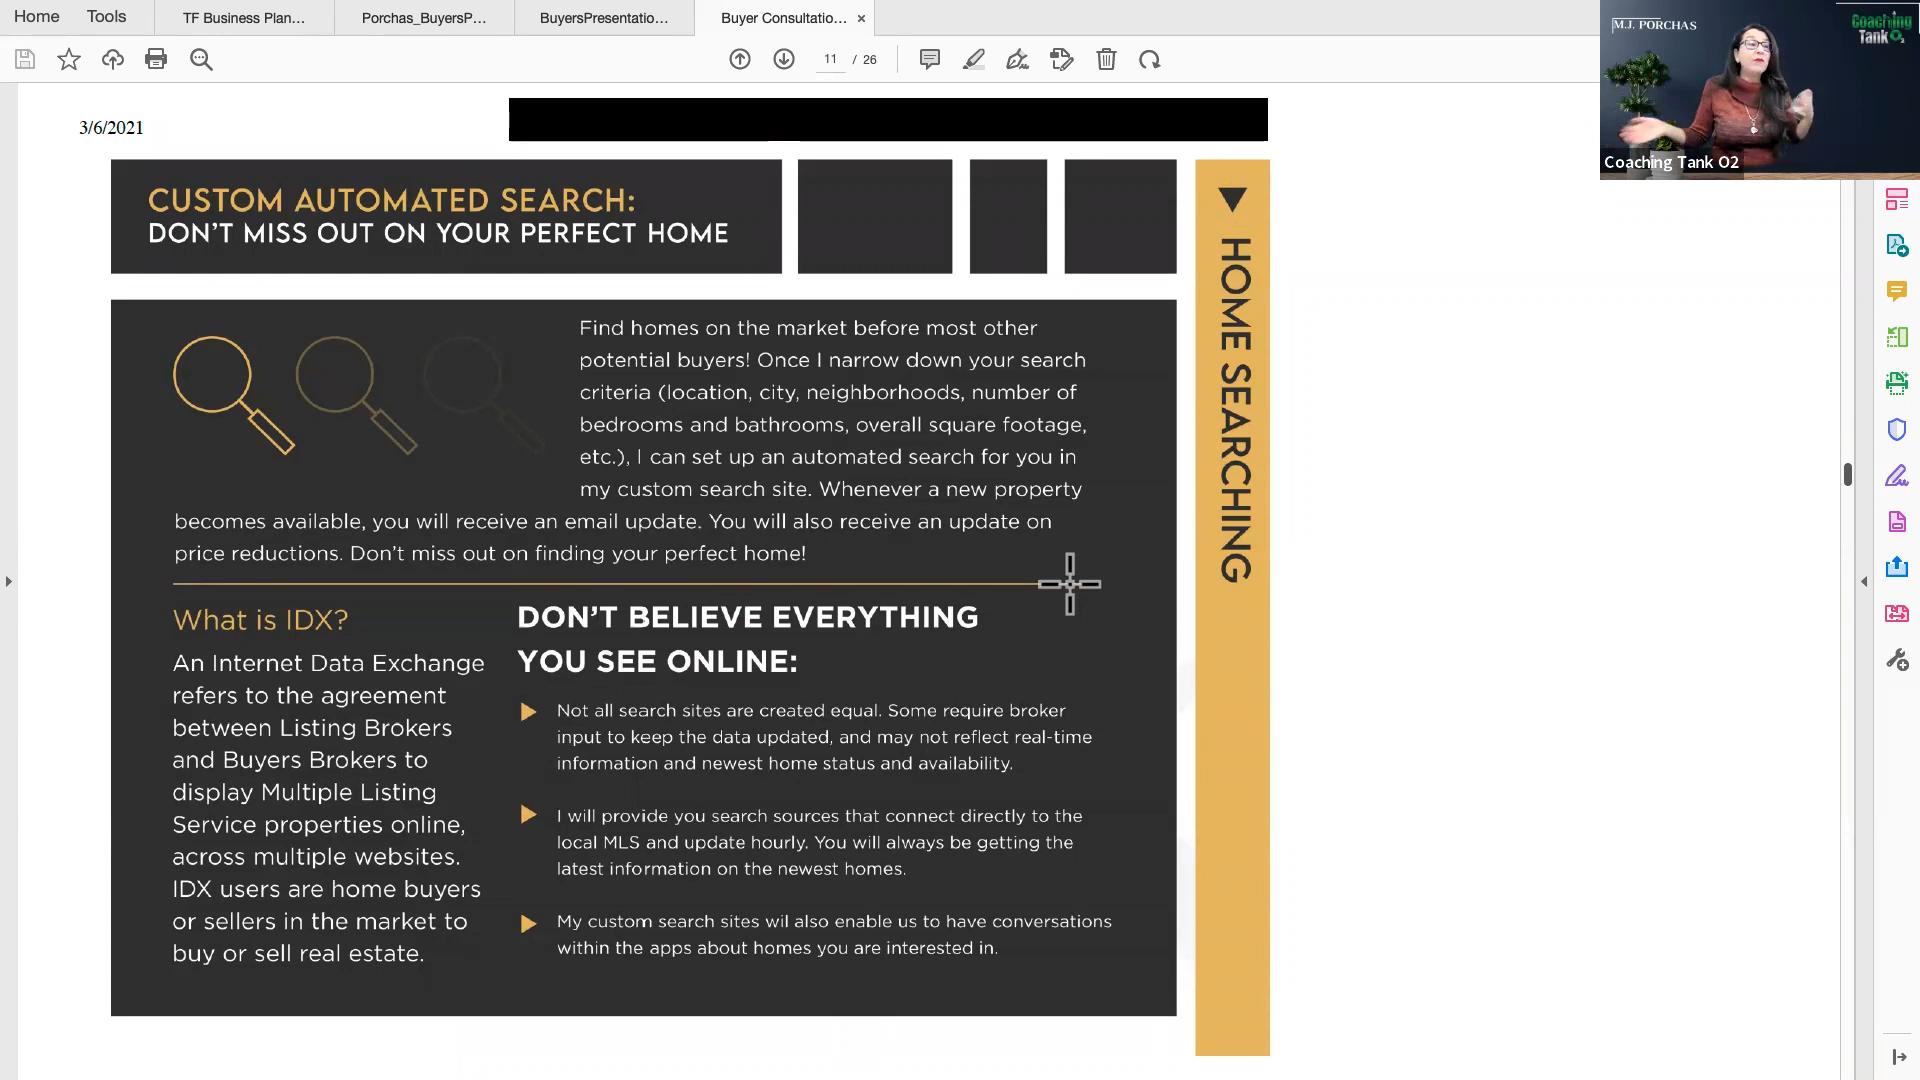 Home Tools TF Business Plan... Porchas_BuyersP... BuyersPresentatio... Buyer Consultatio... ×
11 / 26
M.J. PORCHAS
Coaching
Tank O2
Coaching Tank O2
3/6/2021
CUSTOM AUTOMATED SEARCH:
DON'T MISS OUT ON YOUR PERFECT HOME
HOME SEARCHING
Find homes on the market before most other
potential buyers! Once I narrow down your search
criteria (location, city, neighborhoods, number of
bedrooms and bathrooms, overall square footage,
etc.), I can set up an automated search for you in
my custom search site. Whenever a new property
becomes available, you will receive an email update. You will also receive an update on
price reductions. Don't miss out on finding your perfect home!
What is IDX?
An Internet Data Exchange
refers to the agreement
between Listing Brokers
and Buyers Brokers to
display Multiple Listing
Service properties online,
across multiple websites.
IDX users are home buyers
or sellers in the market to
buy or sell real estate.
DON'T BELIEVE EVERYTHING
YOU SEE ONLINE:
Not all search sites are created equal. Some require broker
input to keep the data updated, and may not reflect real-time
information and newest home status and availability.
I will provide you search sources that connect directly to the
local MLS and update hourly. You will always be getting the
latest information on the newest homes.
My custom search sites wil also enable us to have conversations
within the apps about homes you are interested in.